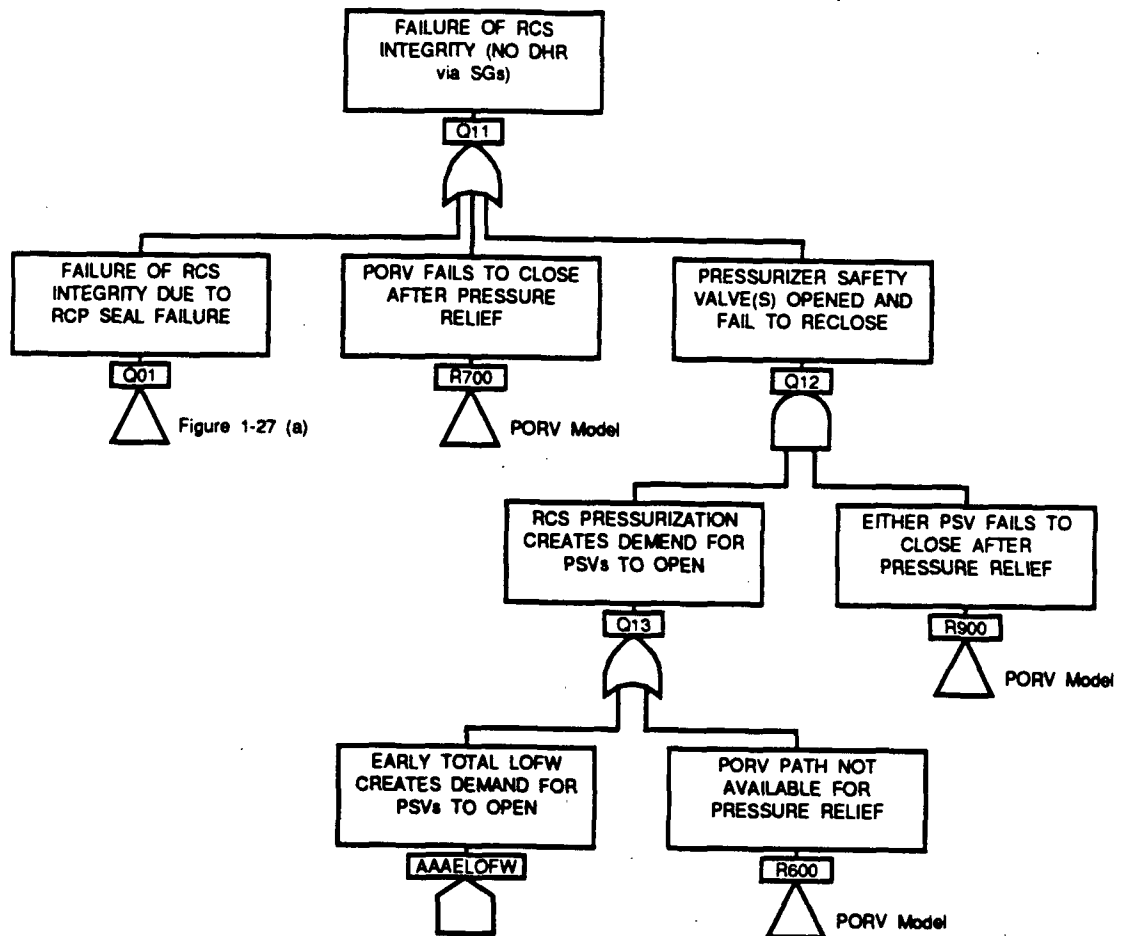 FAILURE OF RCS
INTEGRITY (NO DHR
via SGs)
Q11
FAILURE OF RCS
INTEGRITY DUE TO
RCP SEAL FAILURE
Q01
Figure 1-27 (a)
PORV FAILS TO CLOSE
AFTER PRESSURE
RELIEF
R700
PORV Model
PRESSURIZER SAFETY
VALVE(S) OPENED AND
FAIL TO RECLOSE
Q12
RCS PRESSURIZATION
CREATES DEMEND FOR
PSVs TO OPEN
Q13
EITHER PSV FAILS TO
CLOSE AFTER
PRESSURE RELIEF
R900
PORV Model
EARLY TOTAL LOFW
CREATES DEMAND FOR
PSVs TO OPEN
AAAELOFW
PORV PATH NOT
AVAILABLE FOR
PRESSURE RELIEF
R600
PORV Model